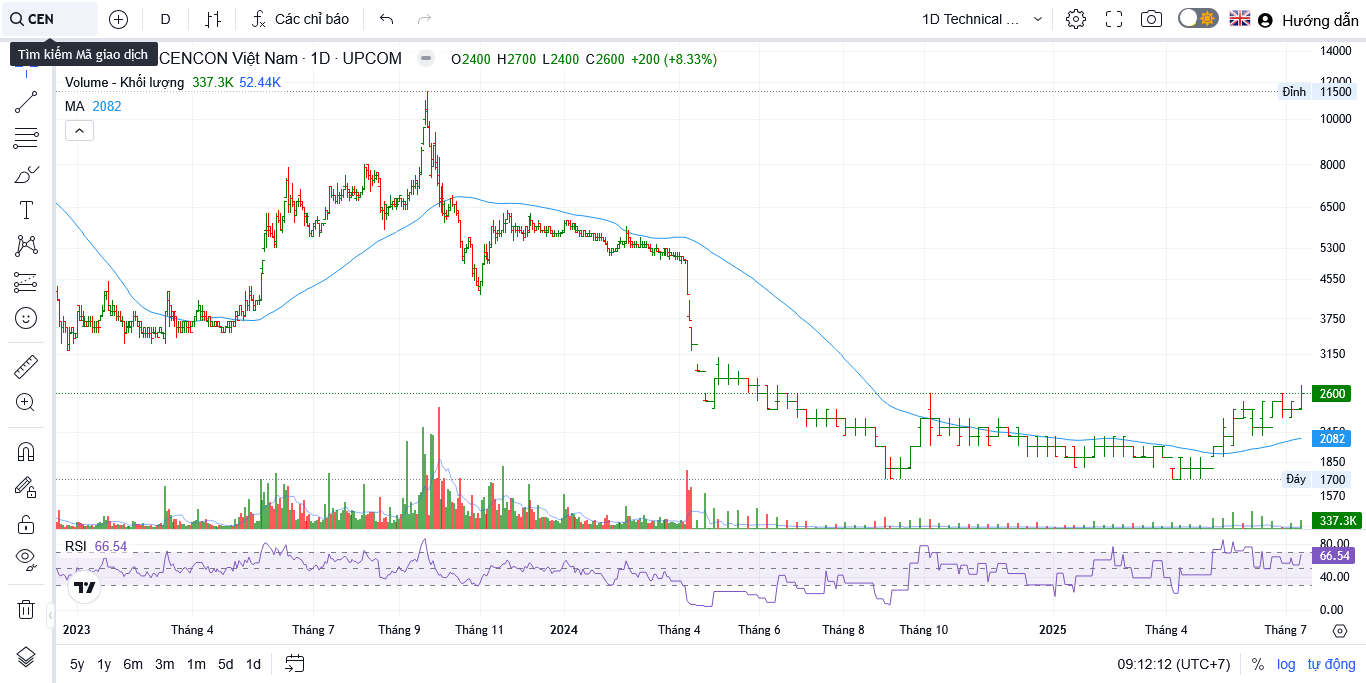 CEN D Các chỉ báo 1D Technical ... Hướng dẫn
Tìm kiếm Mã giao dịch
CENCON Việt Nam · 1D · UPCOM O2400 H2700 L2400 C2600 +200 (+8.33%)
Volume - Khối lượng 337.3K 52.44K
MA 2082
14000
12000
Đỉnh 11500
10000
8000
6500
5300
4550
3750
3150
2600
2450
2082
1850
Đáy 1700
1570
337.3K
RSI 66.54
80.00
66.54
40.00
0.00
2023 Tháng 4 Tháng 7 Tháng 9 Tháng 11 2024 Tháng 4 Tháng 6 Tháng 8 Tháng 10 2025 Tháng 4 Tháng 7
5y 1y 6m 3m 1m 5d 1d 09:12:12 (UTC+7) % log tự động